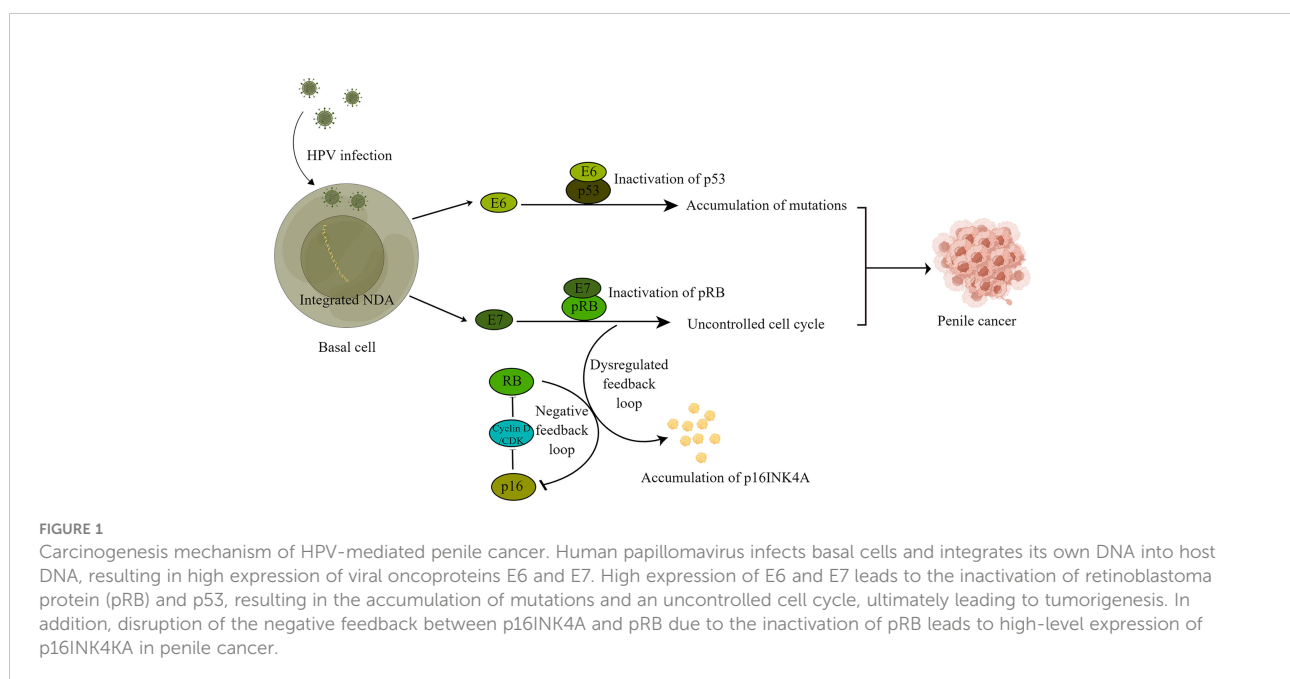 HPV infection
Integrated NDA
Basal cell
E6
E6
p53
Inactivation of p53
Accumulation of mutations
E7
E7
pRB
Inactivation of pRB
Uncontrolled cell cycle
Penile cancer
RB
Cyclin D
/CDK
p16
Negative
feedback
loop
Dysregulated
feedback
loop
Accumulation of p16INK4A
FIGURE 1
Carcinogenesis mechanism of HPV-mediated penile cancer. Human papillomavirus infects basal cells and integrates its own DNA into host
DNA, resulting in high expression of viral oncoproteins E6 and E7. High expression of E6 and E7 leads to the inactivation of retinoblastoma
protein (pRB) and p53, resulting in the accumulation of mutations and an uncontrolled cell cycle, ultimately leading to tumorigenesis. In
addition, disruption of the negative feedback between p16INK4A and pRB due to the inactivation of pRB leads to high-level expression of
p16INK4KA in penile cancer.